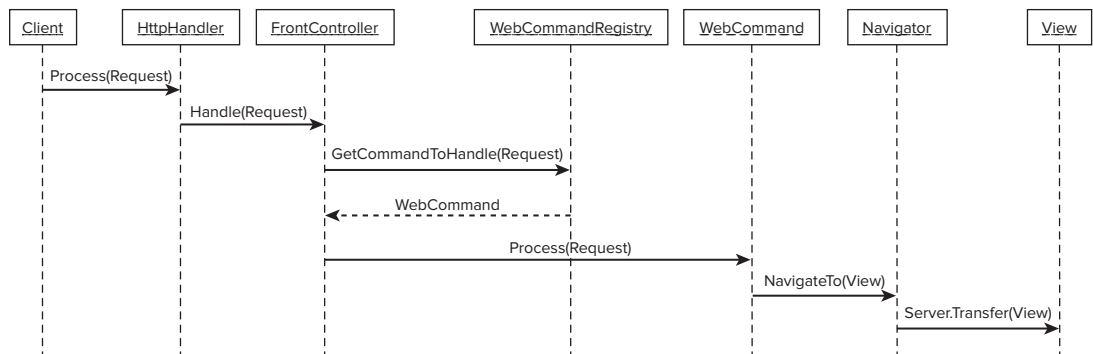 Client
HttpHandler
FrontController
WebCommandRegistry
WebCommand
Navigator
View
Process(Request)
Handle(Request)
GetCommandToHandle(Request)
WebCommand
Process(Request)
NavigateTo(View)
Server.Transfer(View)